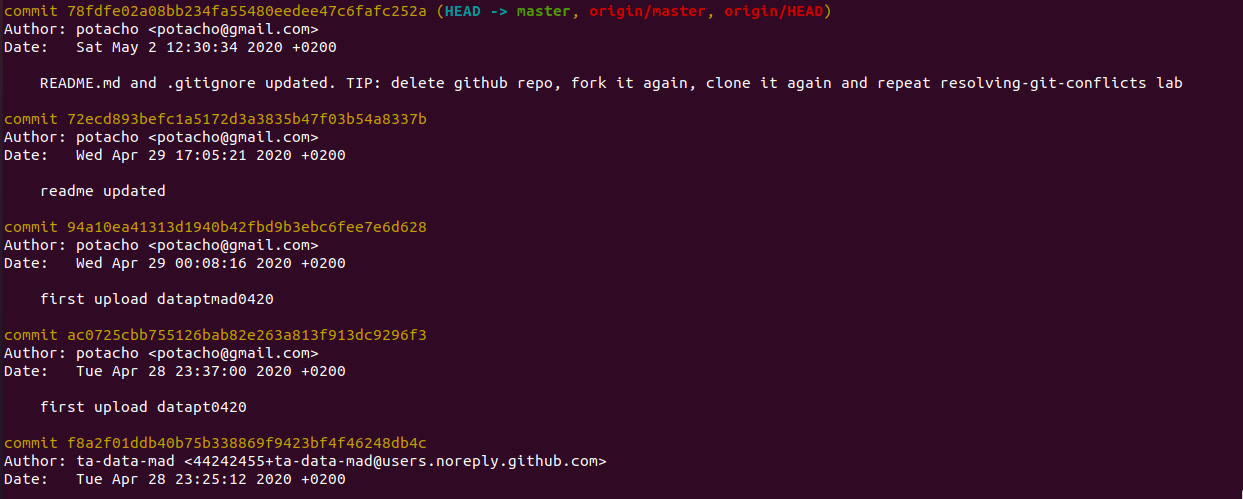 commit 78fdfe02a08bb234fa55480eedee47c6fafc252a (HEAD -> master, origin/master, origin/HEAD)
Author: potacho <potacho@gmail.com>
Date:   Sat May 2 12:30:34 2020 +0200
README.md and .gitignore updated. TIP: delete github repo, fork it again, clone it again and repeat resolving-git-conflicts lab
commit 72ecd893befc1a5172d3a3835b47f03b54a8337b
Author: potacho <potacho@gmail.com>
Date:   Wed Apr 29 17:05:21 2020 +0200
readme updated
commit 94a10ea41313d1940b42fbd9b3ebc6fee7e6d628
Author: potacho <potacho@gmail.com>
Date:   Wed Apr 29 00:08:16 2020 +0200
first upload dataptmad0420
commit ac0725cbb755126bab82e263a813f913dc9296f3
Author: potacho <potacho@gmail.com>
Date:   Tue Apr 28 23:37:00 2020 +0200
first upload datapt0420
commit f8a2f01ddb40b75b338869f9423bf4f46248db4c
Author: ta-data-mad <44242455+ta-data-mad@users.noreply.github.com>
Date:   Tue Apr 28 23:25:12 2020 +0200